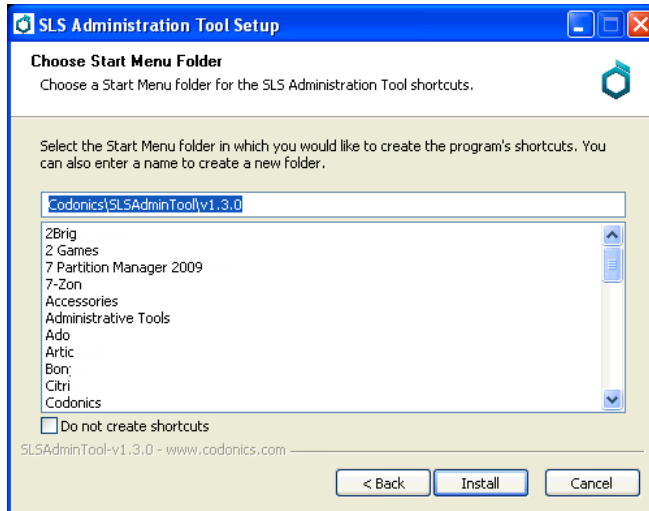 SLS Administration Tool Setup
Choose Start Menu Folder
Choose a Start Menu folder for the SLS Administration Tool shortcuts.
Select the Start Menu folder in which you would like to create the program's shortcuts. You
can also enter a name to create a new folder.
Codonics\SLSAdminTool\v1.3.0
2Brig
2 Games
7 Partition Manager 2009
7-Zon
Accessories
Administrative Tools
Ado
Artic
Bon
Citri
Codonics
Do not create shortcuts
SLSAdminTool-v1.3.0 - www.codonics.com
< Back
Install
Cancel